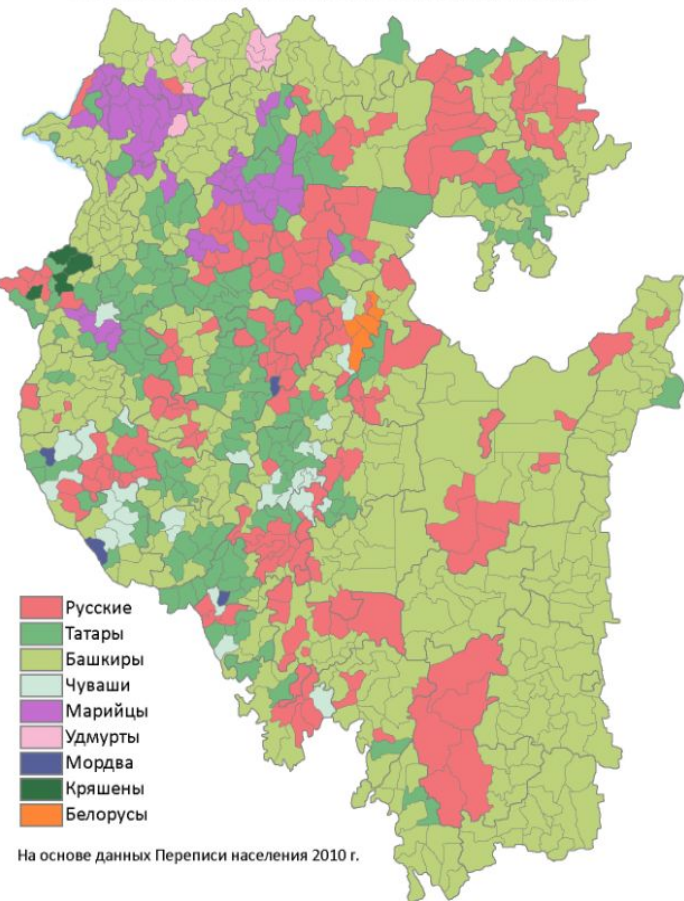 Русские
Татары
Башкиры
Чуваши
Марийцы
Удмурты
Мордва
Кряшены
Белорусы
На основе данных Переписи населения 2010 г.